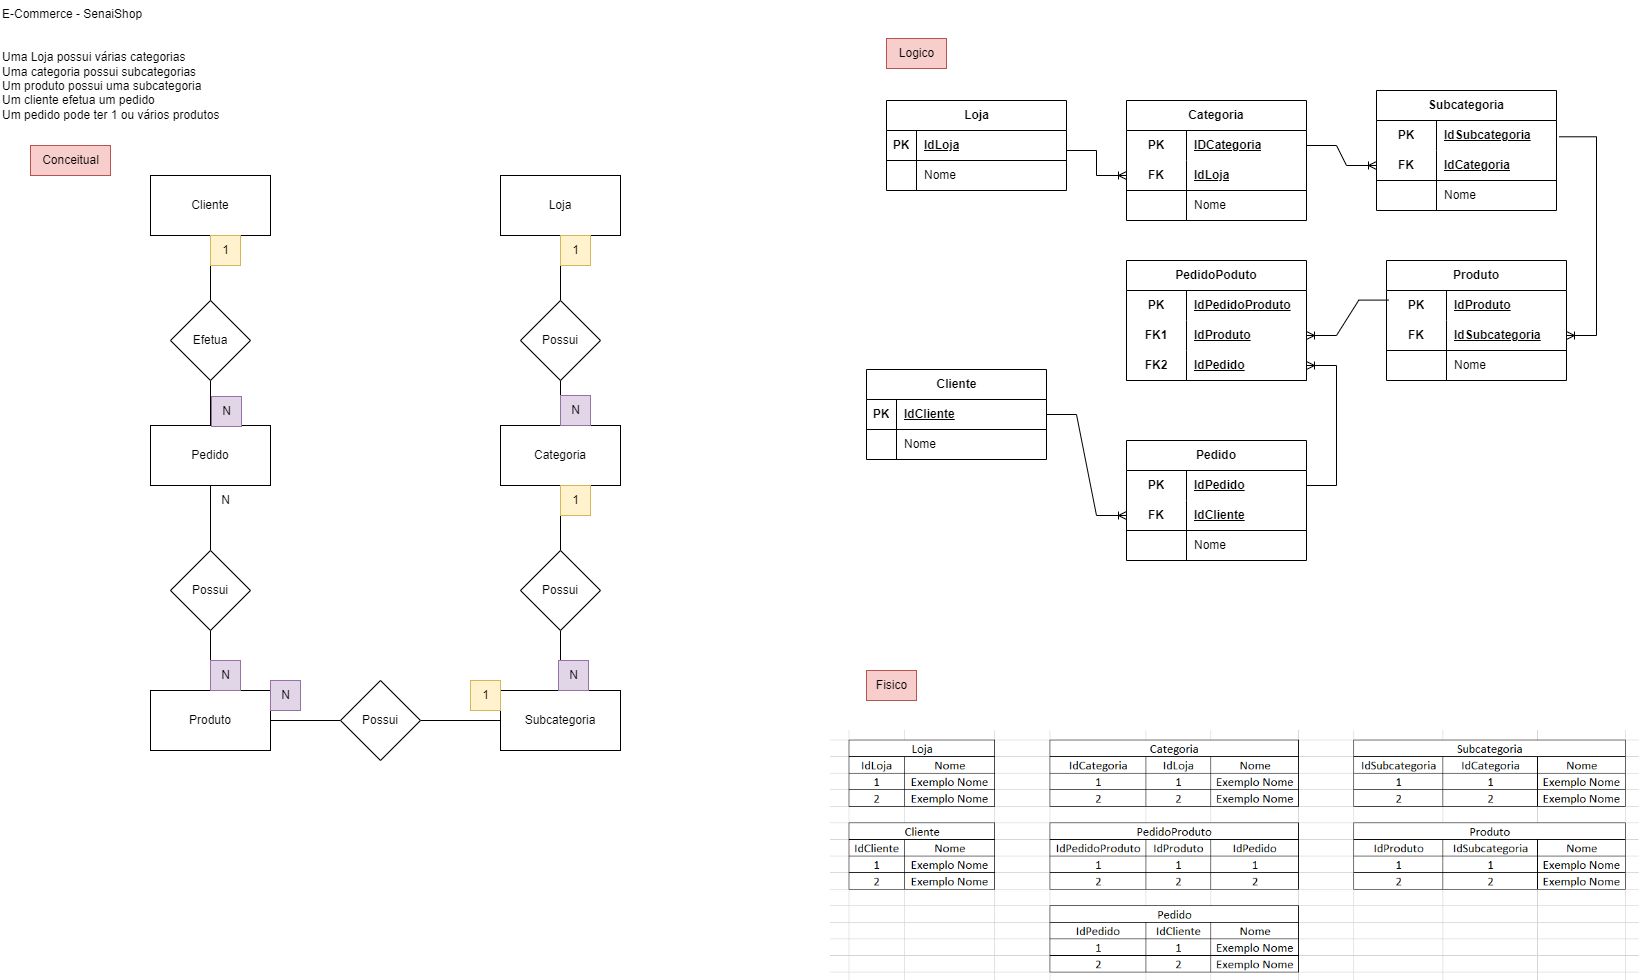 E-Commerce - SenaiShop
Uma Loja possui várias categorias
Uma categoria possui subcategorias
Um produto possui uma subcategoria
Um cliente efetua um pedido
Um pedido pode ter 1 ou vários produtos
Conceitual
Cliente
Loja
1
1
Efetua
Possui
N
N
Pedido
Categoria
N
1
Possui
Possui
N
N
N
1
Produto
Possui
Subcategoria
Logico
Loja
PK IdLoja
Nome
Categoria
PK IDCategoria
FK IdLoja
Nome
Subcategoria
PK IdSubcategoria
FK IdCategoria
Nome
PedidoPoduto
PK IdPedidoProduto
FK1 IdProduto
FK2 IdPedido
Produto
PK IdProduto
FK IdSubcategoria
Nome
Cliente
PK IdCliente
Nome
Pedido
PK IdPedido
FK IdCliente
Nome
Fisico
Loja
IdLoja Nome
1 Exemplo Nome
2 Exemplo Nome
Categoria
IdCategoria IdLoja Nome
1 1 Exemplo Nome
2 2 Exemplo Nome
Subcategoria
IdSubcategoria IdCategoria Nome
1 1 Exemplo Nome
2 2 Exemplo Nome
Cliente
IdCliente Nome
1 Exemplo Nome
2 Exemplo Nome
PedidoProduto
IdPedidoProduto IdProduto IdPedido
1 1 1
2 2 2
Produto
IdProduto IdSubcategoria Nome
1 1 Exemplo Nome
2 2 Exemplo Nome
Pedido
IdPedido IdCliente Nome
1 1 Exemplo Nome
2 2 Exemplo Nome